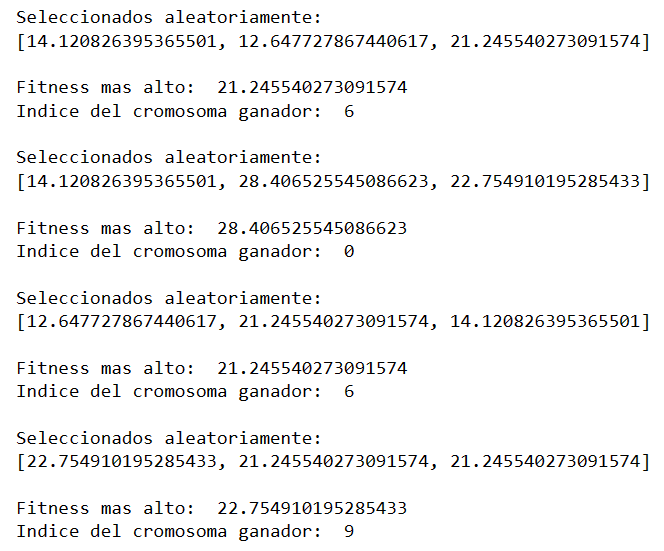 Seleccionados aleatoriamente:
[14.120826395365501, 12.647727867440617, 21.245540273091574]
Fitness mas alto:  21.245540273091574
Indice del cromosoma ganador:  6
Seleccionados aleatoriamente:
[14.120826395365501, 28.406525545086623, 22.754910195285433]
Fitness mas alto:  28.406525545086623
Indice del cromosoma ganador:  0
Seleccionados aleatoriamente:
[12.647727867440617, 21.245540273091574, 14.120826395365501]
Fitness mas alto:  21.245540273091574
Indice del cromosoma ganador:  6
Seleccionados aleatoriamente:
[22.754910195285433, 21.245540273091574, 21.245540273091574]
Fitness mas alto:  22.754910195285433
Indice del cromosoma ganador:  9